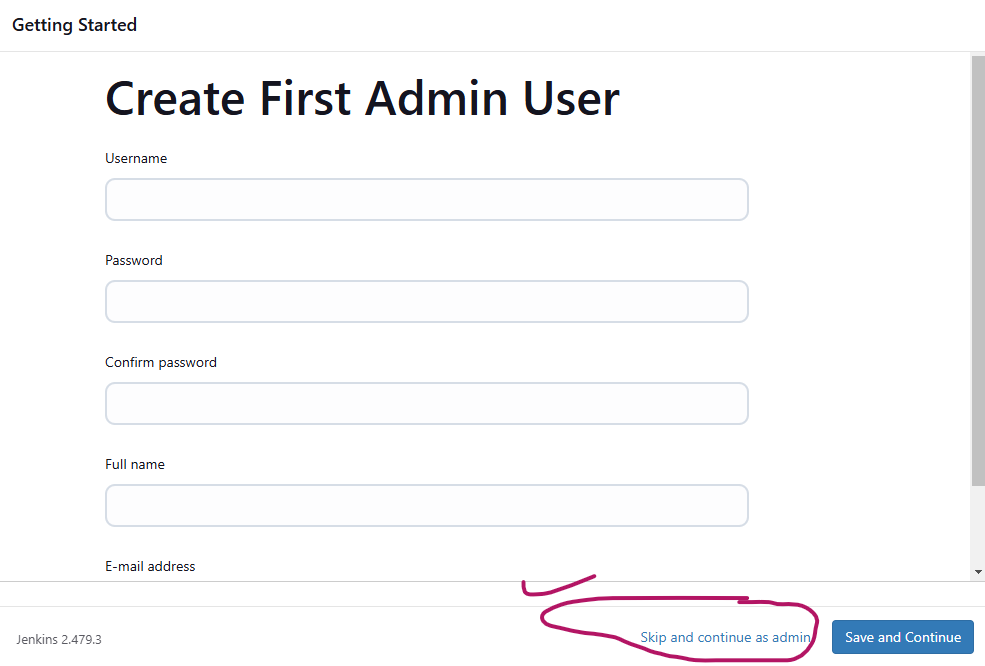 Getting Started
Create First Admin User
Username
Password
Confirm password
Full name
E-mail address
Jenkins 2.479.3
Skip and continue as admin
Save and Continue